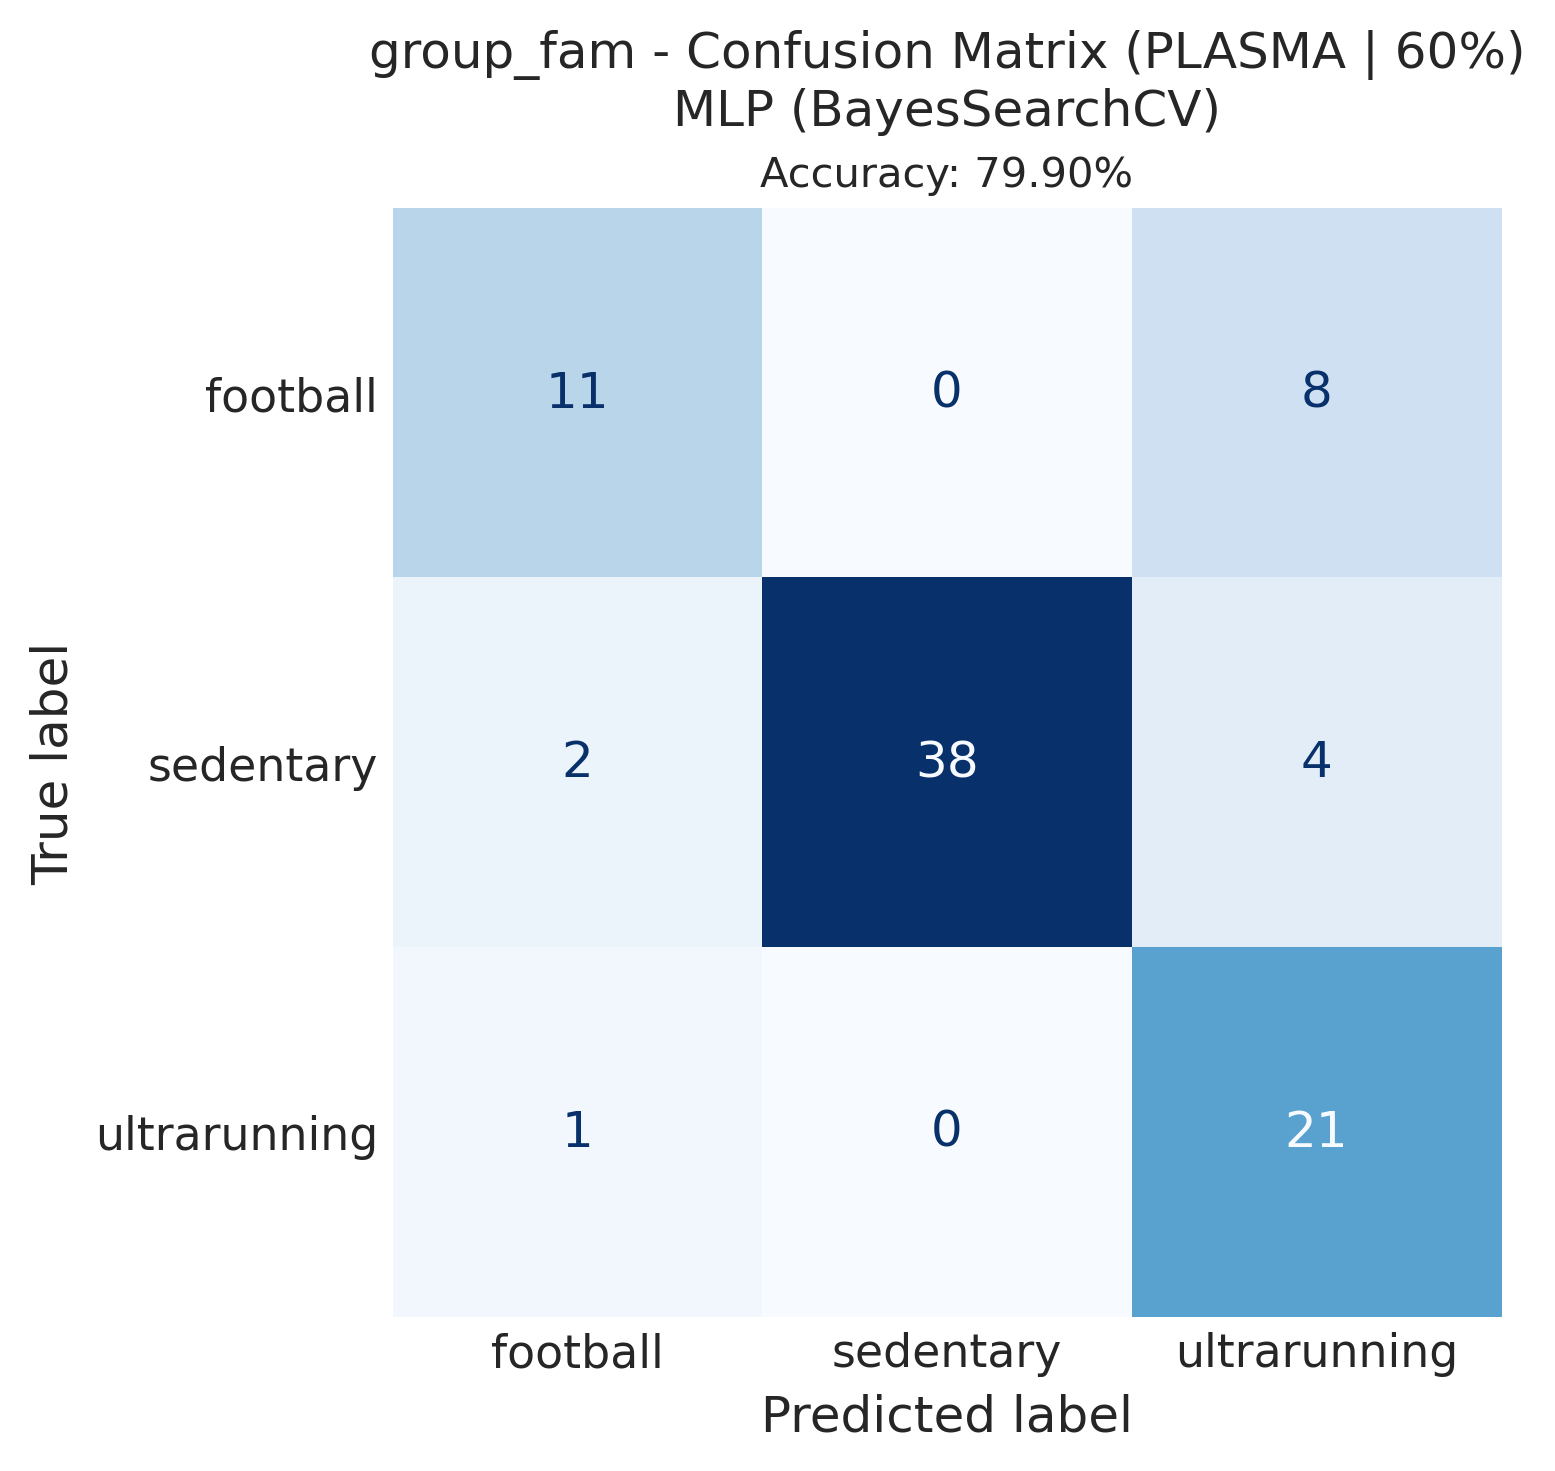 group_fam - Confusion Matrix (PLASMA | 60%)
MLP (BayesSearchCV)
Accuracy: 79.90%
football 11 0 8
sedentary 2 38 4
ultrarunning 1 0 21
football sedentary ultrarunning
Predicted label
True label